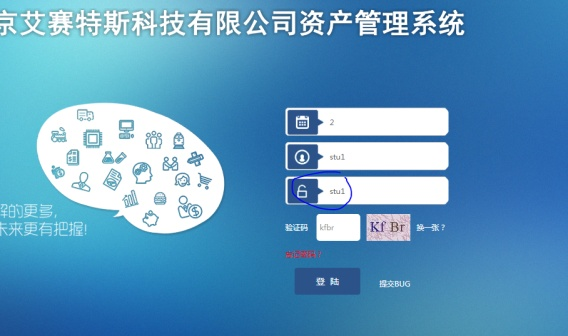 京艾赛特斯科技有限公司资产管理系统
2
stu1
stu1
解的更多,
未来更有把握!
验证码 kfbr Kf Br 换一张?
登 陆 提交BUG